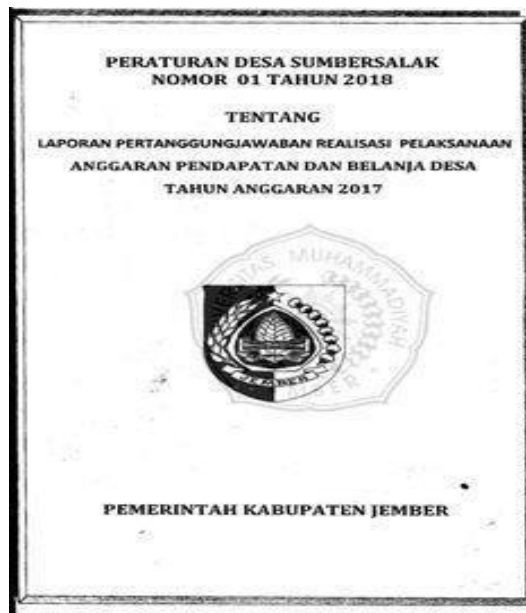 PERATURAN DESA SUMBERSALAK
NOMOR 01 TAHUN 2018
TENTANG
LAPORAN PERTANGGUNGJAWABAN REALISASI PELAKSANAAN
ANGGARAN PENDAPATAN DAN BELANJA DESA
TAHUN ANGGARAN 2017
MUHAMMADIYAH
JEMBER
PEMERINTAH KABUPATEN JEMBER